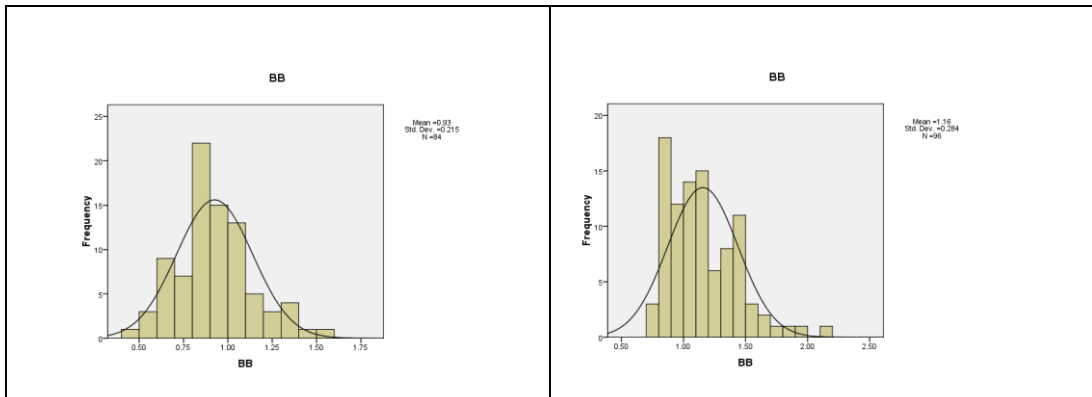 BB
Mean =0.93
Std. Dev. =0.215
N =84
Frequency
25
20
15
10
5
0
0.50 0.75 1.00 1.25 1.50 1.75
BB
BB
Mean =1.16
Std. Dev. =0.284
N =96
Frequency
20
15
10
5
0
0.50 1.00 1.50 2.00 2.50
BB